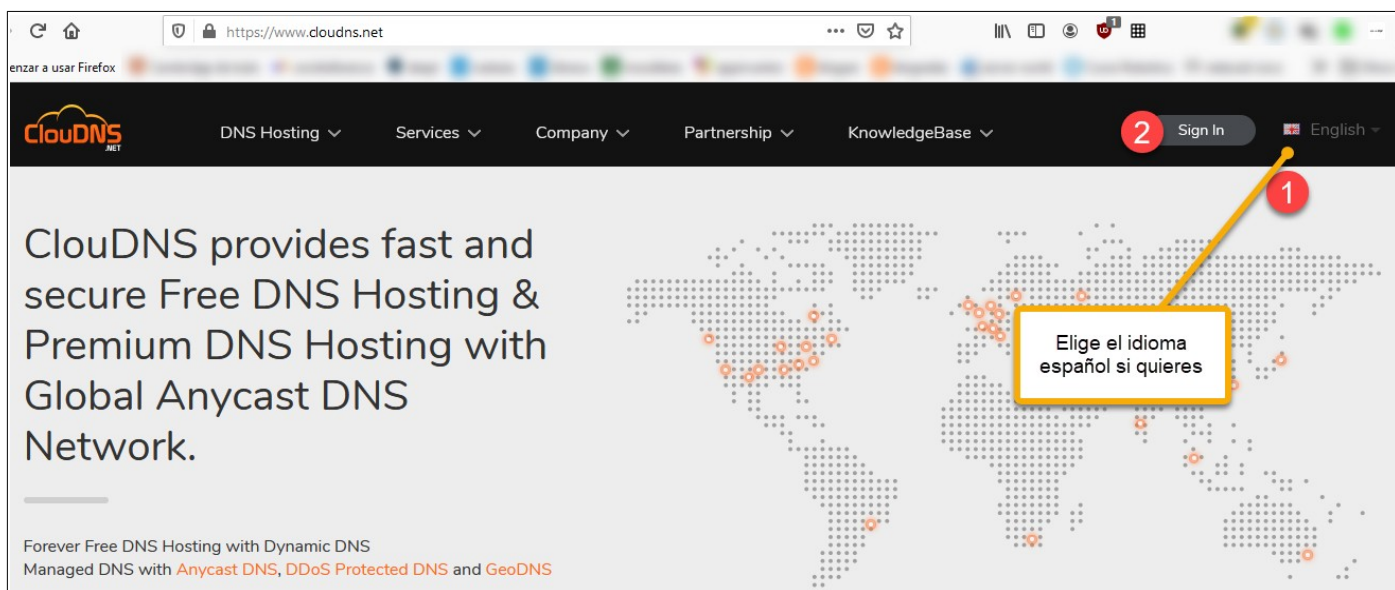 https://www.cloudns.net
1
enzar a usar Firefox
ClouDNS
.NET
DNS Hosting
Services
Company
Partnership
KnowledgeBase
2
Sign In
English
1
ClouDNS provides fast and
secure Free DNS Hosting &
Premium DNS Hosting with
Global Anycast DNS
Network.
Elige el idioma
español si quieres
Forever Free DNS Hosting with Dynamic DNS
Managed DNS with Anycast DNS, DDoS Protected DNS and GeoDNS